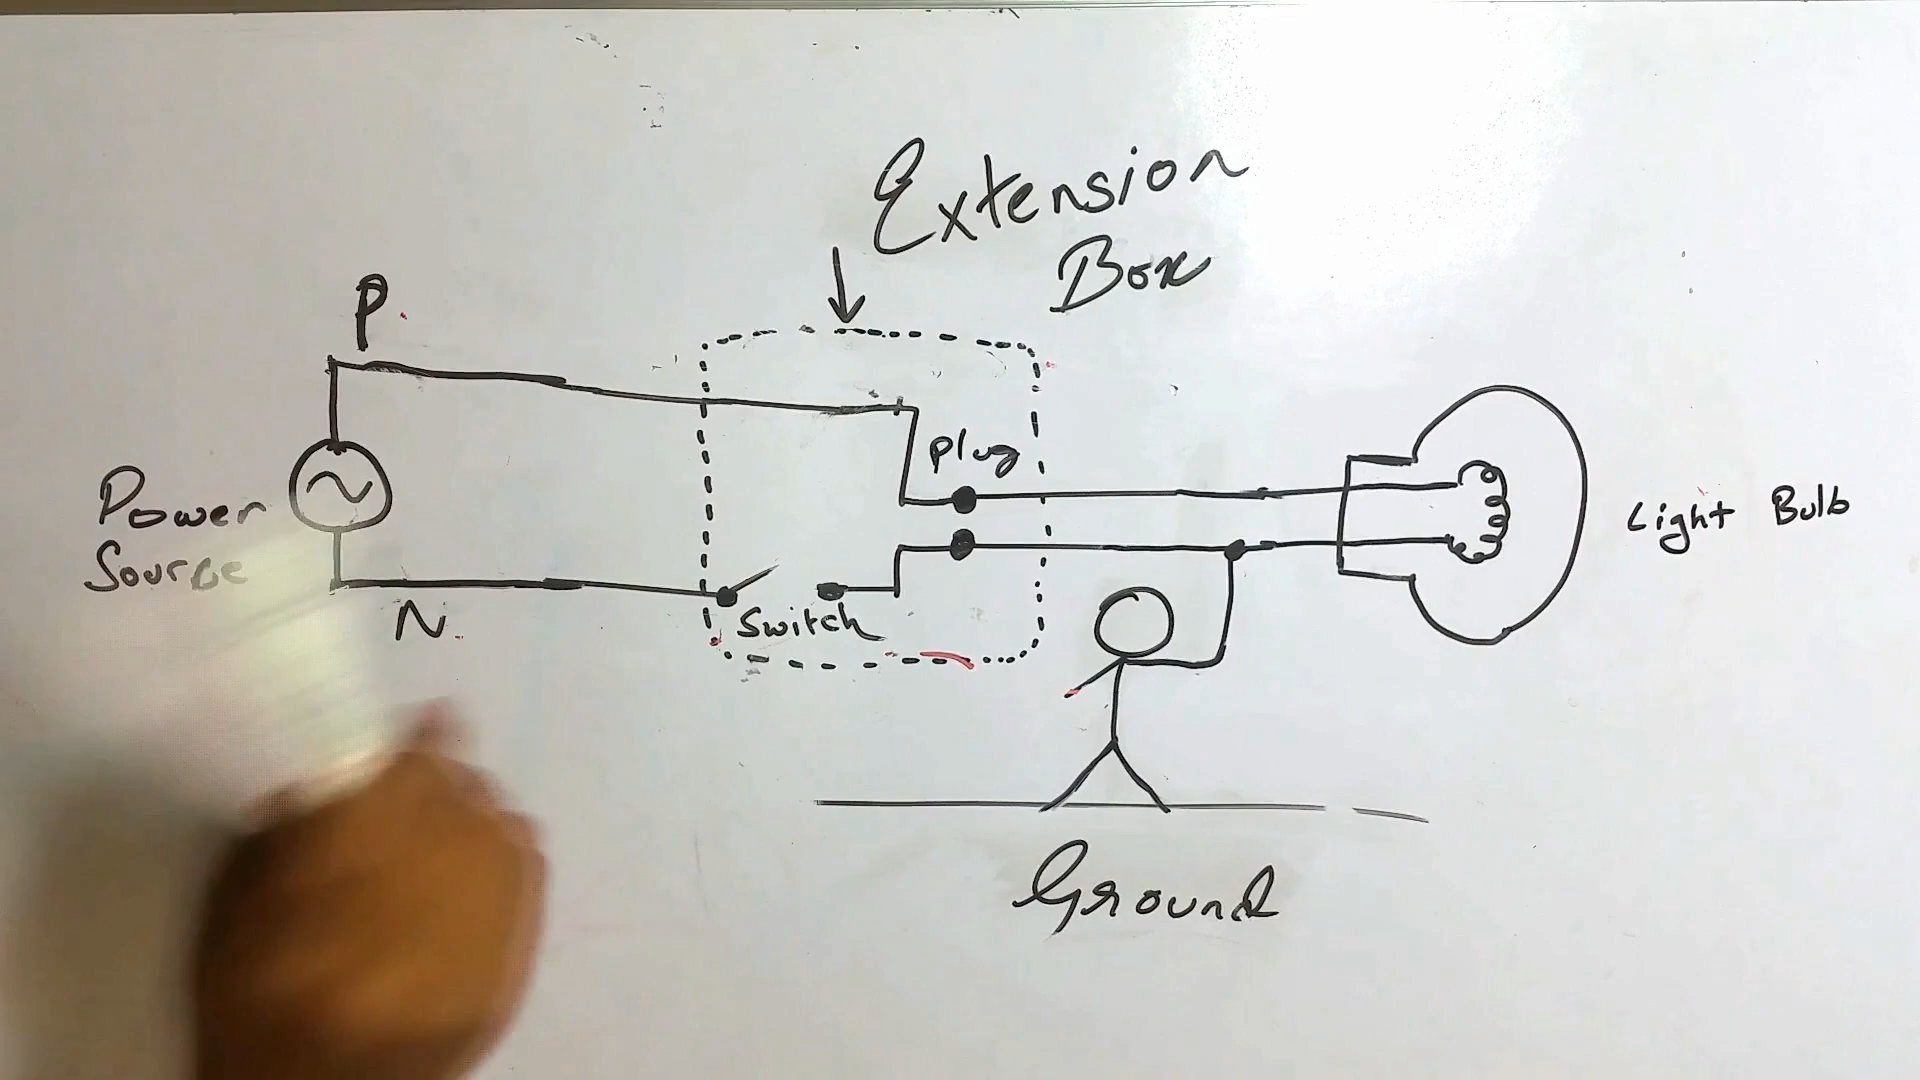 Extension
Box
P
Plug
Power
Source
Light Bulb
Switch
N
Ground